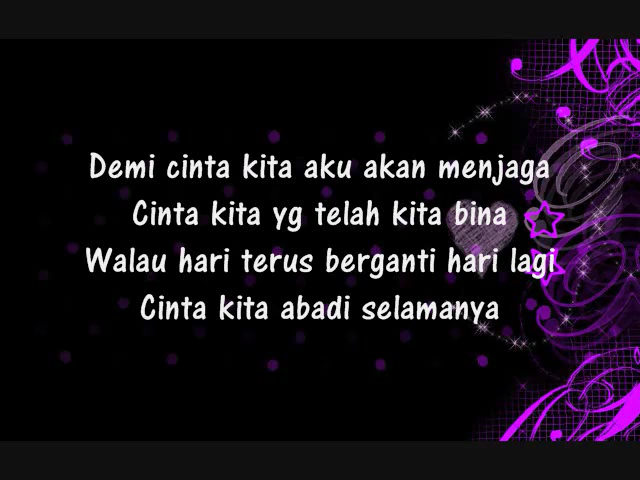 Demi cinta kita aku akan menjaga
Cinta kita yg telah kita bina
Walau hari terus berganti hari lagi
Cinta kita abadi selamanya